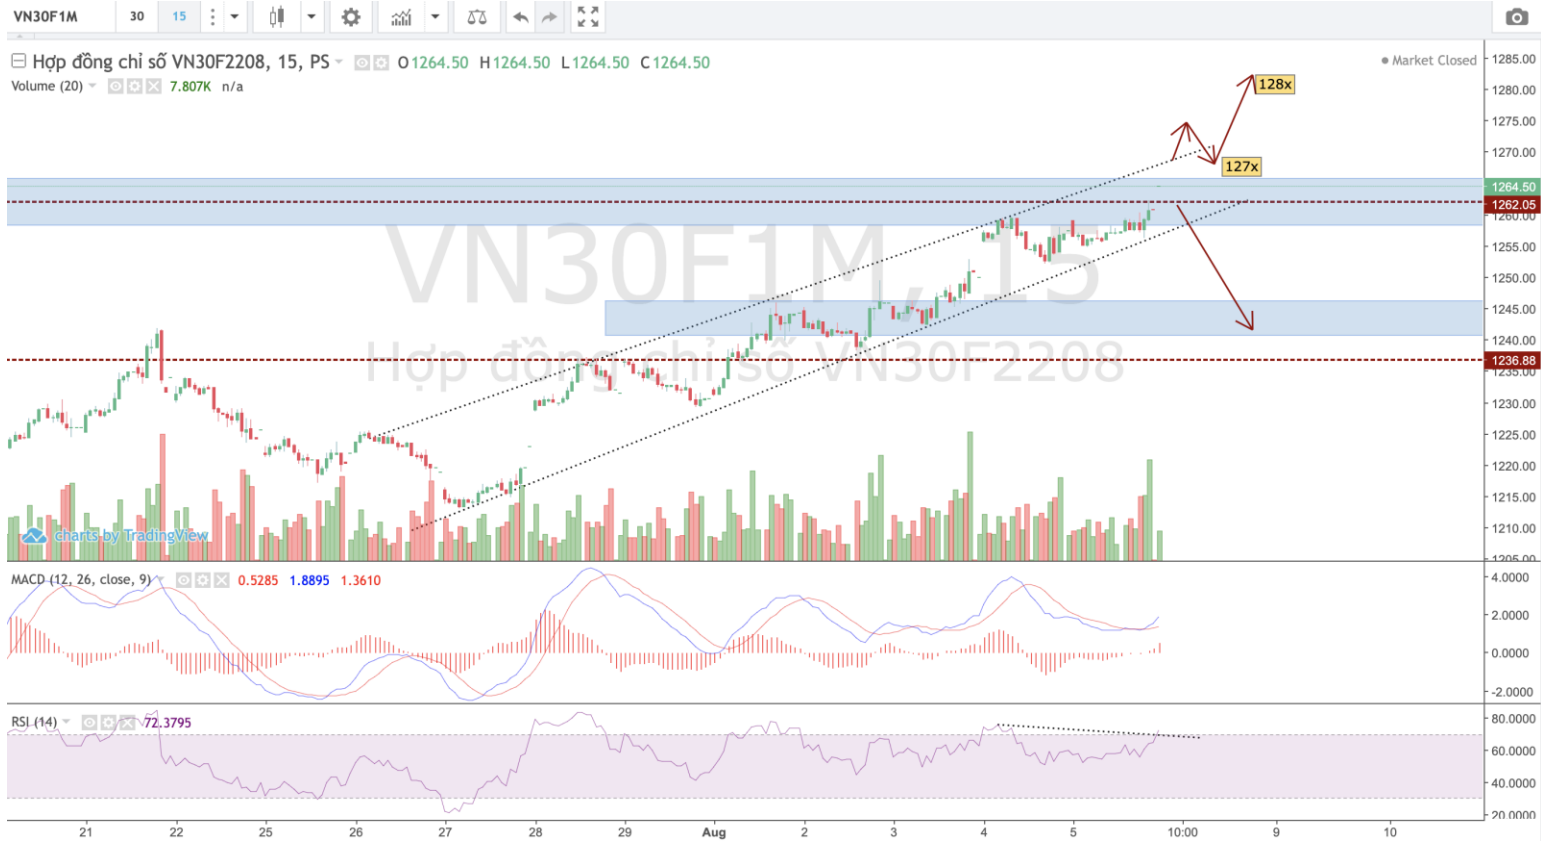 VN30F1M 30 15
Hợp đồng chỉ số VN30F2208, 15, PS O1264.50 H1264.50 L1264.50 C1264.50
Market Closed
Volume (20) 7.807K n/a
VN30F1M, 15
Hợp đồng chỉ số VN30F2208
128x
127x
1285.00
1280.00
1275.00
1270.00
1264.50
1262.05
1260.00
1255.00
1250.00
1245.00
1240.00
1236.88
1235.00
1230.00
1225.00
1220.00
1215.00
1210.00
1205.00
charts by TradingView
MACD (12, 26, close, 9) 0.5285 1.8895 1.3610
4.0000
2.0000
0.0000
-2.0000
RSI (14) 72.3795
80.0000
60.0000
40.0000
20.0000
21 22 25 26 27 28 29 Aug 2 3 4 5 10:00 9 10